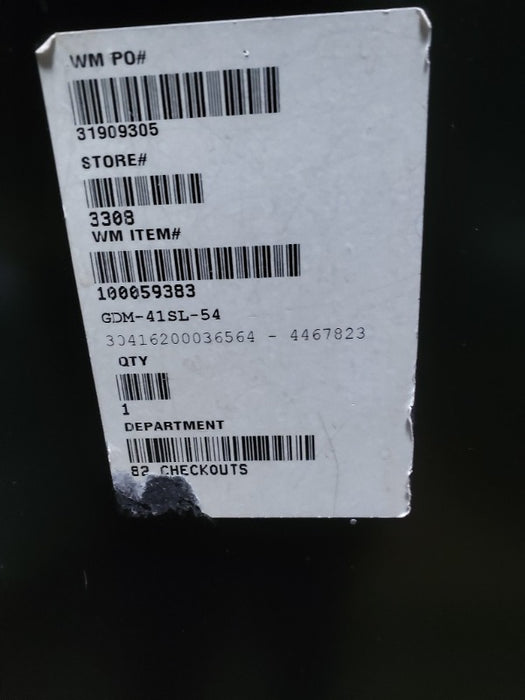 WM PO#
31909305
STORE#
3308
WM ITEM#
100059383
GDM-41SL-54
30416200036564 - 4467823
QTY
1
DEPARTMENT
82 CHECKOUTS